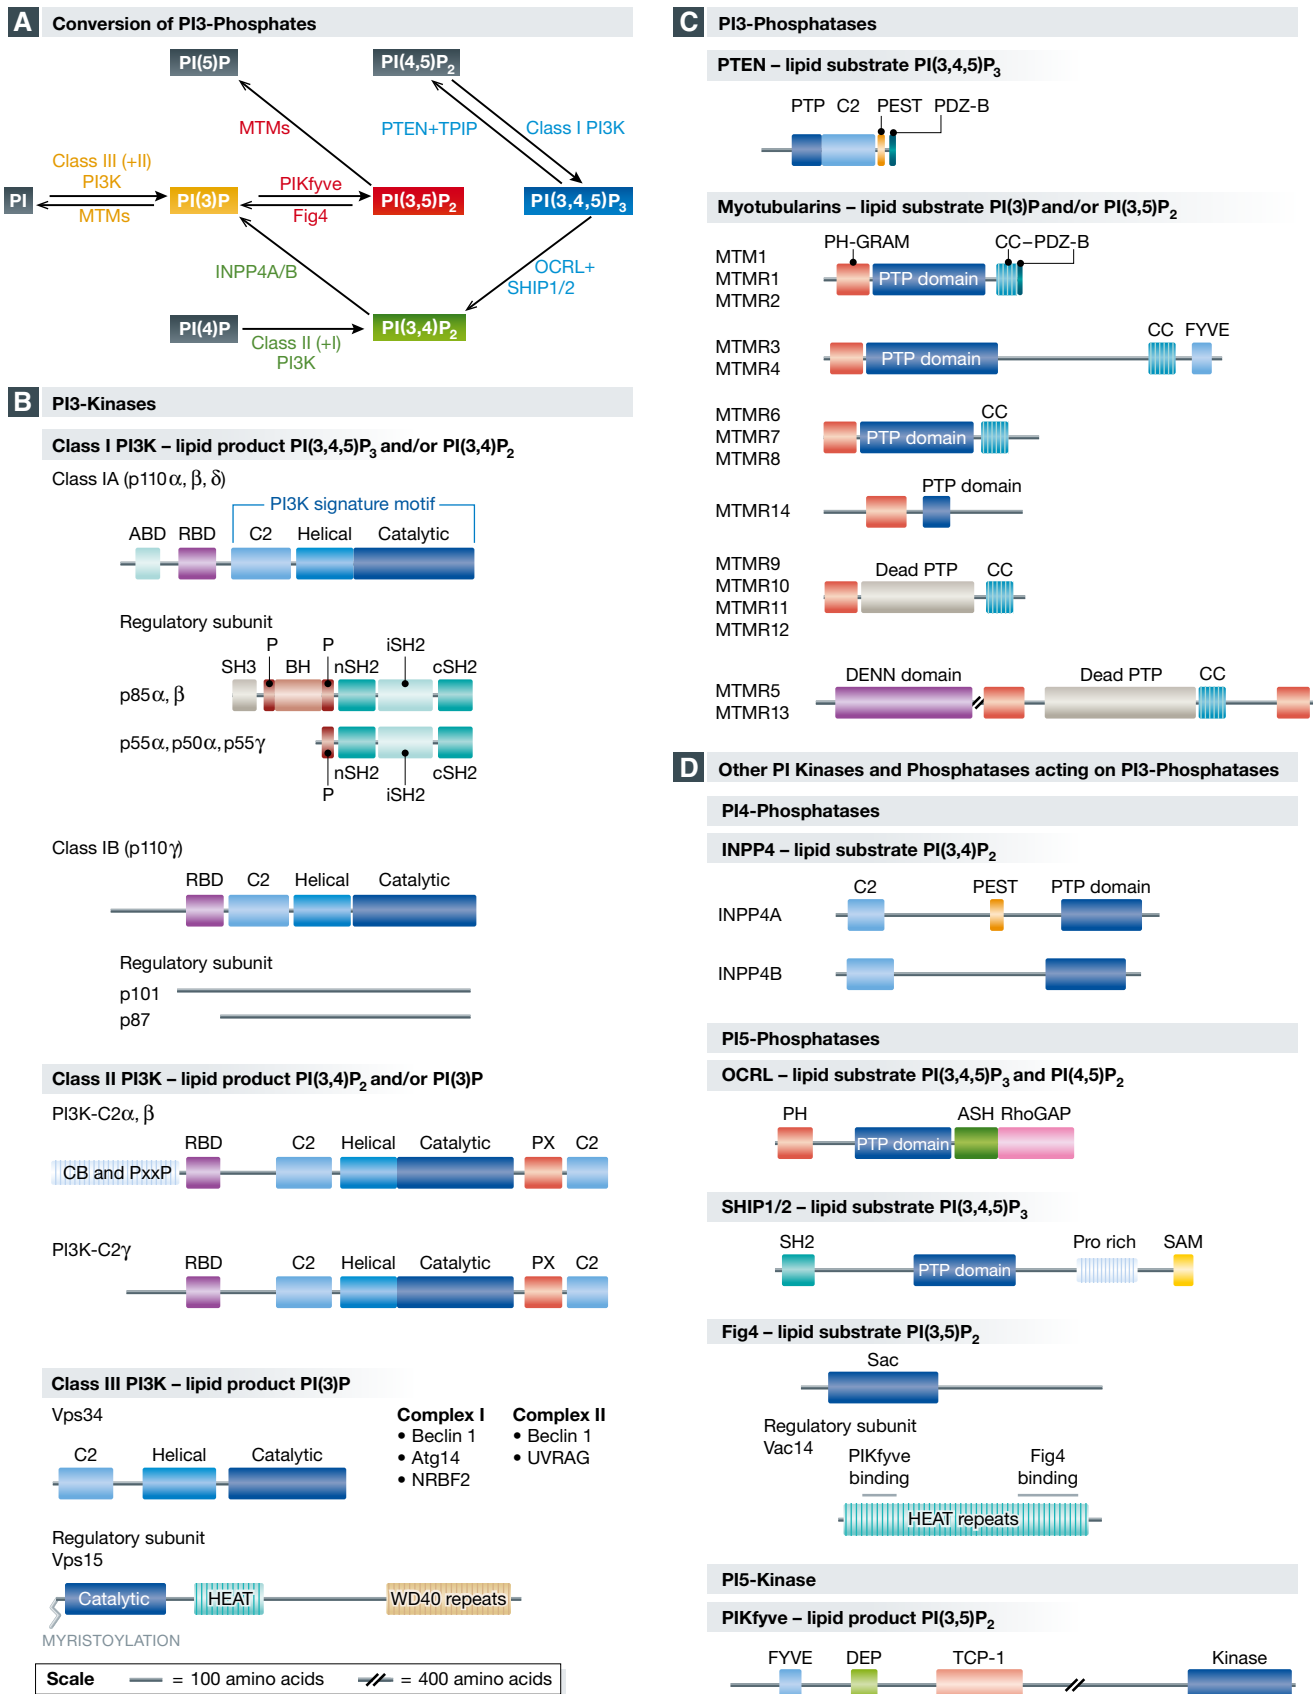 A Conversion of PI3-Phosphates
PI(5)P
PI(4,5)P2
MTMs
PTEN+TPIP
Class I PI3K
Class III (+II)
PI3K
PIKfyve
PI
PI(3)P
PI(3,5)P2
PI(3,4,5)P3
MTMs
Fig4
INPP4A/B
OCRL+
SHIP1/2
PI(4)P
PI(3,4)P2
Class II (+I)
PI3K
B PI3-Kinases
Class I PI3K – lipid product PI(3,4,5)P3 and/or PI(3,4)P2
Class IA (p110α, β, δ)
PI3K signature motif
ABD RBD C2 Helical Catalytic
Regulatory subunit
P P iSH2
SH3 BH nSH2 cSH2
p85α, β
p55α, p50α, p55γ
nSH2 cSH2
P iSH2
Class IB (p110γ)
RBD C2 Helical Catalytic
Regulatory subunit
p101
p87
Class II PI3K – lipid product PI(3,4)P2 and/or PI(3)P
PI3K-C2α, β
RBD C2 Helical Catalytic PX C2
CB and PxxP
PI3K-C2γ
RBD C2 Helical Catalytic PX C2
Class III PI3K – lipid product PI(3)P
Vps34
C2 Helical Catalytic
Complex I
• Beclin 1
• Atg14
• NRBF2
Complex II
• Beclin 1
• UVRAG
Regulatory subunit
Vps15
Catalytic HEAT WD40 repeats
MYRISTOYLATION
Scale = 100 amino acids = 400 amino acids
C PI3-Phosphatases
PTEN – lipid substrate PI(3,4,5)P3
PTP C2 PEST PDZ-B
Myotubularins – lipid substrate PI(3)P and/or PI(3,5)P2
PH-GRAM CC–PDZ-B
MTM1
MTMR1
MTMR2
PTP domain
CC FYVE
MTMR3
MTMR4
PTP domain
CC
MTMR6
MTMR7
MTMR8
PTP domain
PTP domain
MTMR14
MTMR9
MTMR10
MTMR11
MTMR12
Dead PTP CC
DENN domain Dead PTP CC
MTMR5
MTMR13
D Other PI Kinases and Phosphatases acting on PI3-Phosphatases
PI4-Phosphatases
INPP4 – lipid substrate PI(3,4)P2
C2 PEST PTP domain
INPP4A
INPP4B
PI5-Phosphatases
OCRL – lipid substrate PI(3,4,5)P3 and PI(4,5)P2
PH ASH RhoGAP
PTP domain
SHIP1/2 – lipid substrate PI(3,4,5)P3
SH2 Pro rich SAM
PTP domain
Fig4 – lipid substrate PI(3,5)P2
Sac
Regulatory subunit
Vac14
PIKfyve
binding
Fig4
binding
HEAT repeats
PI5-Kinase
PIKfyve – lipid product PI(3,5)P2
FYVE DEP TCP-1 Kinase